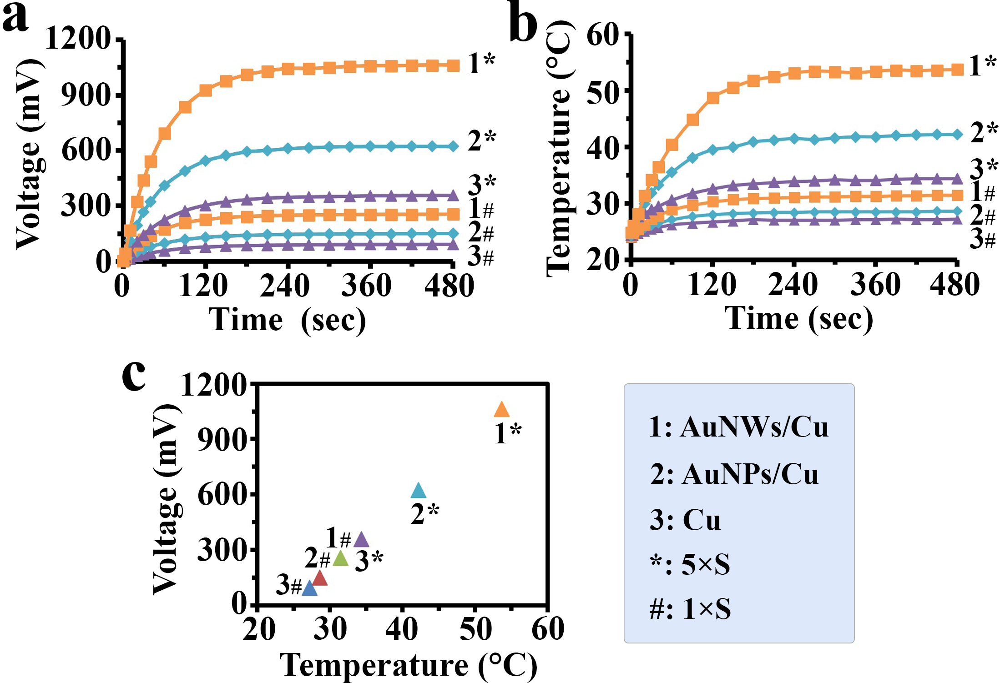 a
1200
900
600
300
0
Voltage (mV)
0 120 240 360 480
Time (sec)
1*
2*
3*
1#
2#
3#
b
60
50
40
30
20
Temperature (°C)
0 120 240 360 480
Time (sec)
1*
2*
3*
1#
2#
3#
c
1200
900
600
300
0
Voltage (mV)
20 30 40 50 60
Temperature (°C)
1*
2*
1#
3*
2#
3#
1: AuNWs/Cu
2: AuNPs/Cu
3: Cu
*: 5×S
#: 1×S